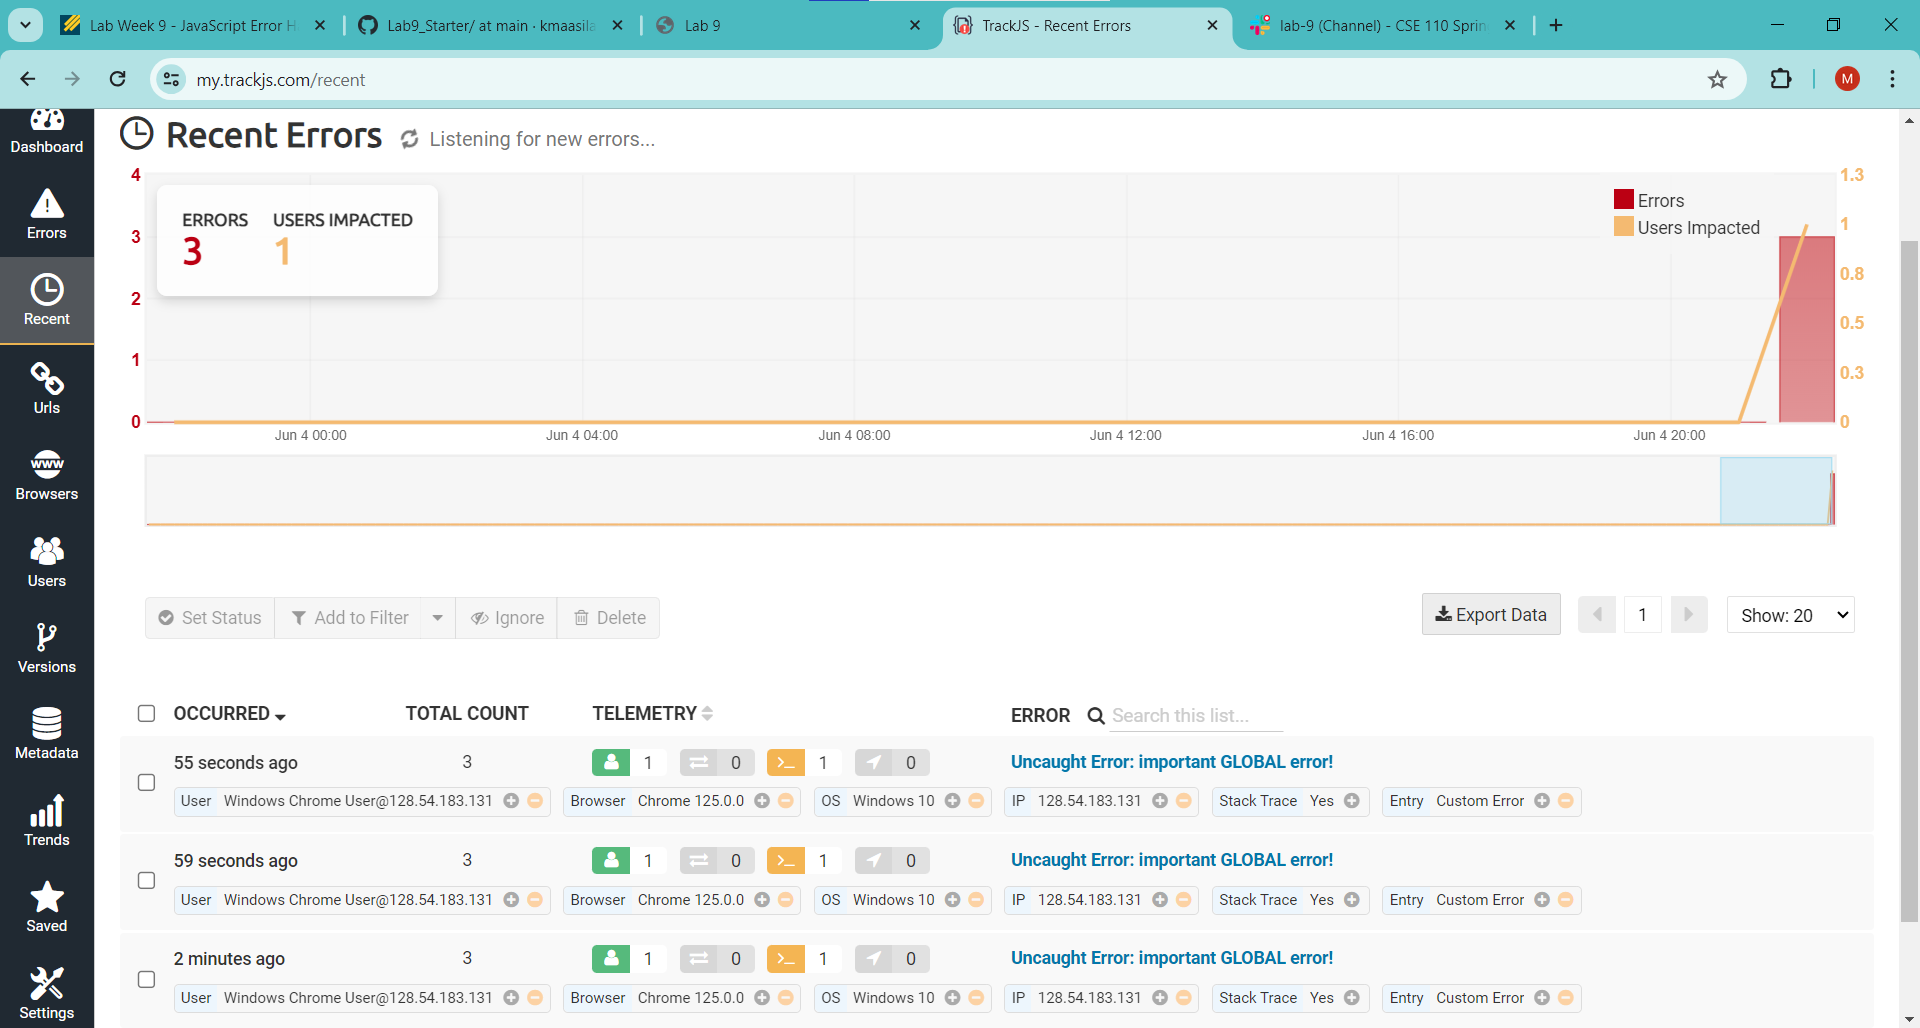 Lab Week 9 - JavaScript Error H
Lab9_Starter/ at main · kmaasila
Lab 9
TrackJS - Recent Errors
lab-9 (Channel) - CSE 110 Sprin
my.trackjs.com/recent
M
Dashboard
Errors
Recent
Urls
WWW
Browsers
Users
Versions
Metadata
Trends
Saved
Settings
Recent Errors Listening for new errors...
4
3
2
1
0
ERRORS USERS IMPACTED
3 1
Errors
Users Impacted
1.3
1
0.8
0.5
0.3
0
Jun 4 00:00 Jun 4 04:00 Jun 4 08:00 Jun 4 12:00 Jun 4 16:00 Jun 4 20:00
Set Status Add to Filter Ignore Delete Export Data 1 Show: 20
OCCURRED TOTAL COUNT TELEMETRY ERROR Search this list...
55 seconds ago 3 1 0 >_ 1 0 Uncaught Error: important GLOBAL error!
User Windows Chrome User@128.54.183.131 Browser Chrome 125.0.0 OS Windows 10 IP 128.54.183.131 Stack Trace Yes Entry Custom Error
59 seconds ago 3 1 0 >_ 1 0 Uncaught Error: important GLOBAL error!
User Windows Chrome User@128.54.183.131 Browser Chrome 125.0.0 OS Windows 10 IP 128.54.183.131 Stack Trace Yes Entry Custom Error
2 minutes ago 3 1 0 >_ 1 0 Uncaught Error: important GLOBAL error!
User Windows Chrome User@128.54.183.131 Browser Chrome 125.0.0 OS Windows 10 IP 128.54.183.131 Stack Trace Yes Entry Custom Error